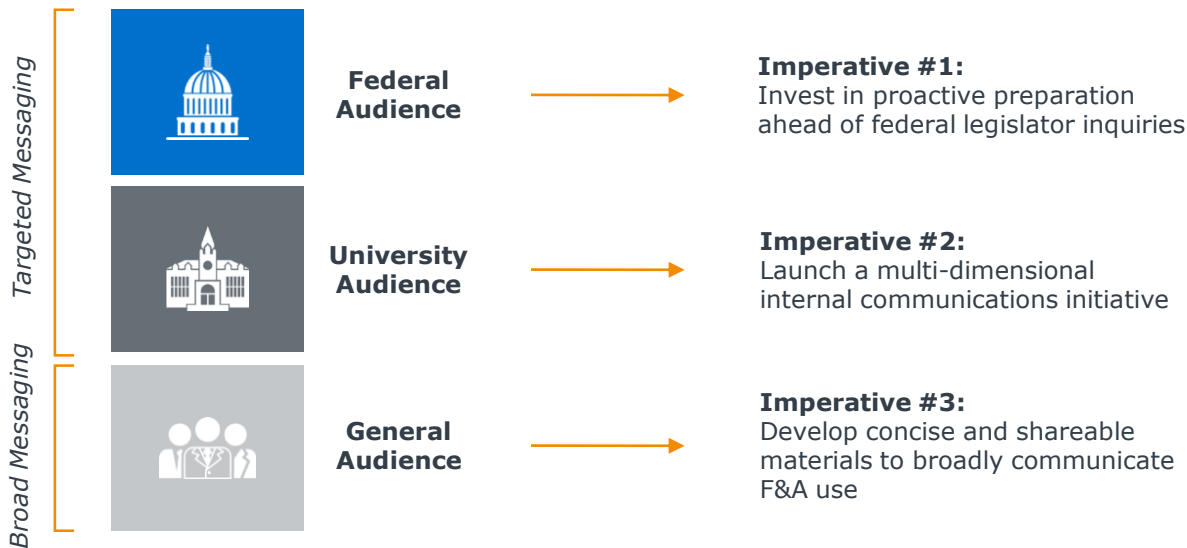 Targeted Messaging
Federal
Audience
Imperative #1:
Invest in proactive preparation
ahead of federal legislator inquiries
University
Audience
Imperative #2:
Launch a multi-dimensional
internal communications initiative
Broad Messaging
General
Audience
Imperative #3:
Develop concise and shareable
materials to broadly communicate
F&A use